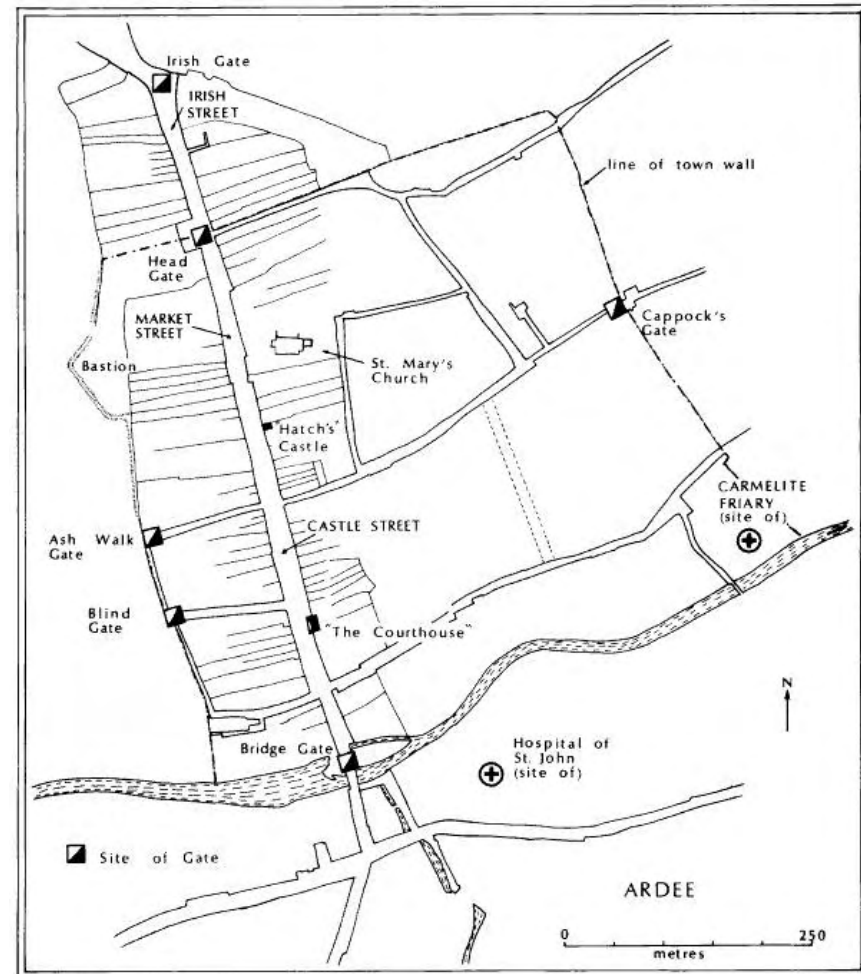 Irish Gate
IRISH
STREET
line of town wall
Head
Gate
Cappock's
Gate
MARKET
STREET
St. Mary's
Church
Bastion
"Hatch's"
Castle
CARMELITE
FRIARY
(site of)
Ash Walk
Gate
CASTLE STREET
Blind
Gate
"The Courthouse"
N
Bridge Gate
Hospital of
St. John
(site of)
Site of Gate
ARDEE
0 250
metres